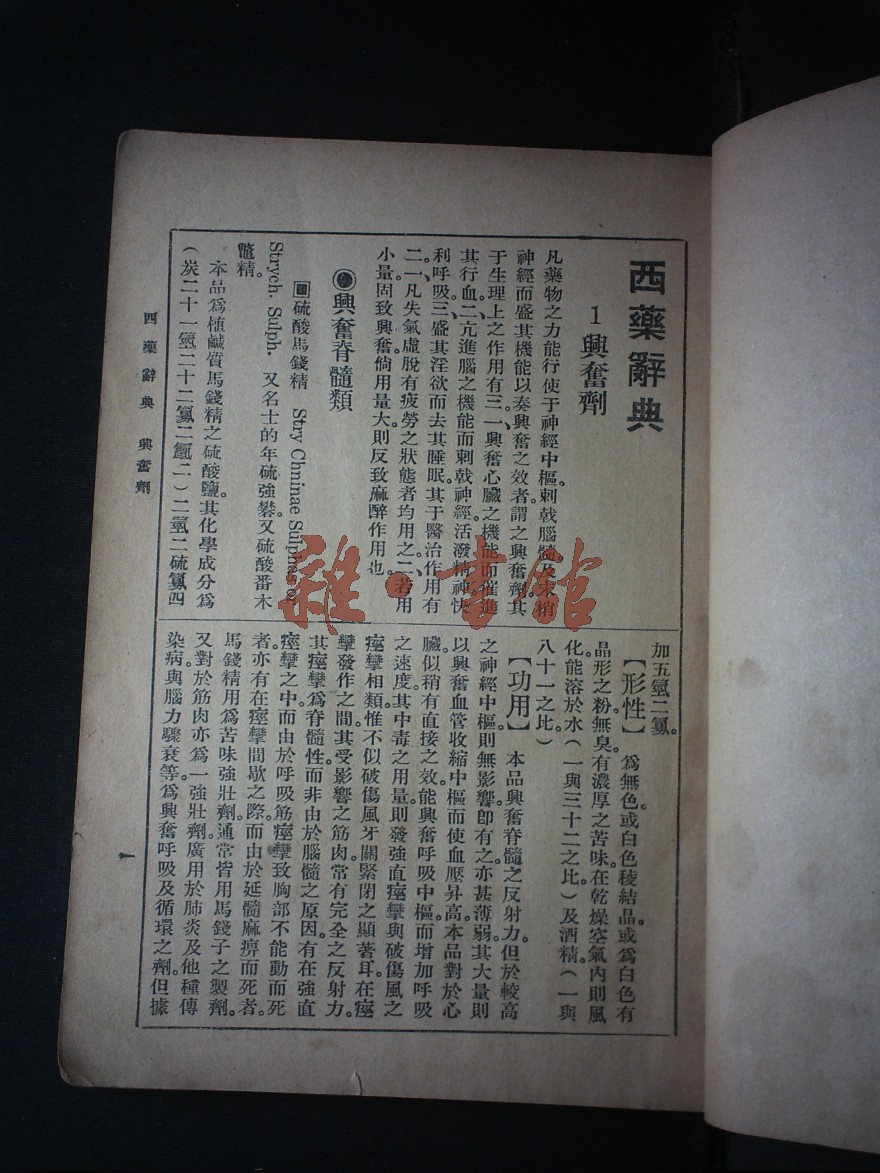 西藥辭典
1 興奮劑
凡藥物之力能行使于神經中樞。刺戟腦髓及末梢
神經而盛其機能以奏興奮之效者。謂之興奮劑。其
于生理上之作用有三。一、興奮心臟之機能而催進
其行血。二、亢進腦之機能而刺戟神經活潑精神快
利呼吸。三、盛其淫欲而去其睡眠。其于醫治作用有
二。一、凡失氣虛脫有疲勞之狀態者均用之。二、若用
小量固致興奮倘用量大。則反致麻醉作用也。
興奮脊髓類
硫酸馬錢精 Stry Chninae Sulphas or
Strych. Sulph. 又名士的年硫強礬。又硫酸番木
鼈精。
本品爲植鹹質馬錢精之硫酸鹽。其化學成分爲
(炭二十一氫二十二氮二氧二)二氫二硫氧四
加五氫二氧。
【形性】 爲無色。或白色稜結晶。或爲白色有
晶形之粉。無臭。有濃厚之苦味。在乾燥空氣內則風
化。能溶於水(一與三十二之比)及酒精(一與
八十一之比)
【功用】 本品興奮脊髓之反射力。但於較高
之神經中樞。則無影響。卽有之。亦甚薄弱。其大量則
以興奮血管收縮中樞而使血壓昇高。本品對於心
臟似稍有直接之效。能興奮呼吸中樞而增加呼吸
之速度。其中毒之用量。則發強直痙攣與破傷風之
痙攣相類。惟不似破傷風牙關緊閉之顯著耳。在痙
攣發作之間。其受影響之筋肉常有完全之反射力。
其痙攣爲脊髓性。而非由於腦髓之原因。有在強直
痙攣之中。而由於呼吸筋痙攣致胸部不能動而死
者。亦有在痙攣間歇之際。而由於延髓麻痹而死者。
馬錢精用爲苦味強壯劑。通常皆用馬錢子之製劑。
又對於筋肉亦爲一強壯劑。廣用於肺炎及他種傳
染病與腦力驟衰等。爲興奮呼吸及循環之劑。但據
西藥辭典 興奮劑
一
雜·書館